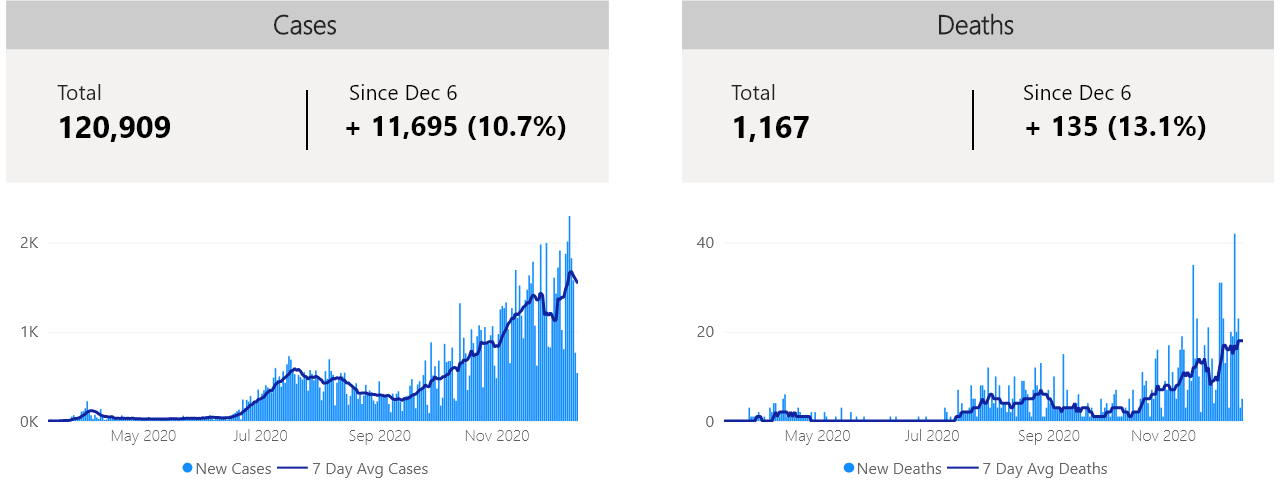 Cases
Total
120,909
Since Dec 6
+ 11,695 (10.7%)
2K
1K
0K
May 2020 Jul 2020 Sep 2020 Nov 2020
New Cases 7 Day Avg Cases
Deaths
Total
1,167
Since Dec 6
+ 135 (13.1%)
40
20
0
May 2020 Jul 2020 Sep 2020 Nov 2020
New Deaths 7 Day Avg Deaths